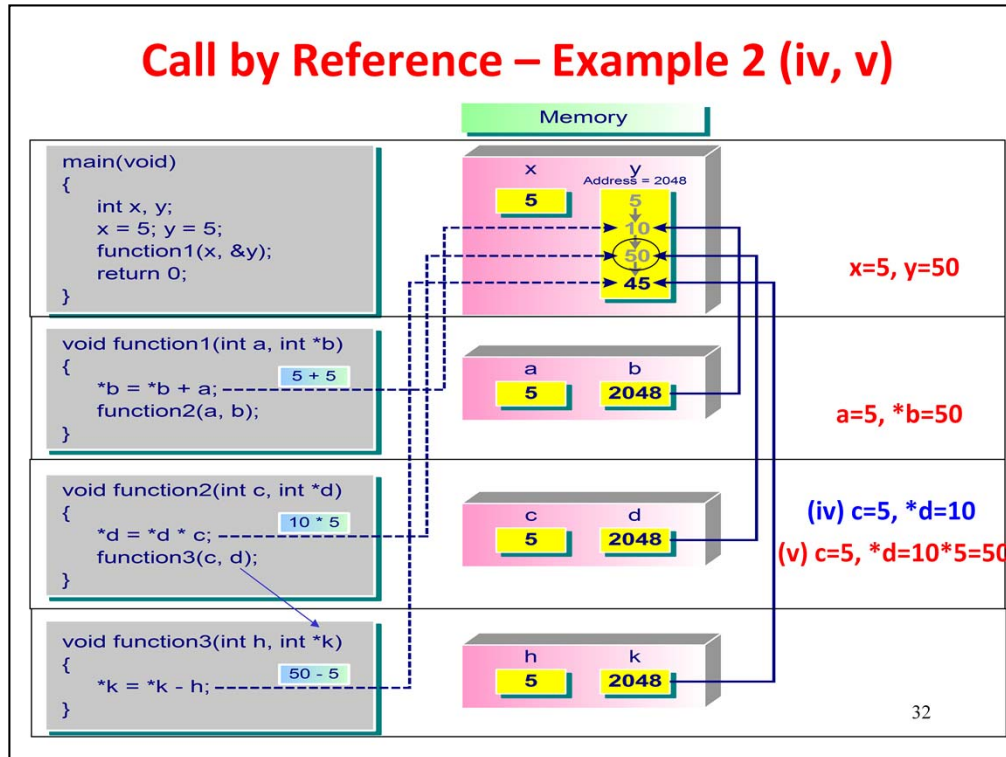 Call by Reference – Example 2 (iv, v)
Memory
main(void)
{
int x, y;
x = 5; y = 5;
function1(x, &y);
return 0;
}
x
y
Address = 2048
5
5
10
50
45
x=5, y=50
void function1(int a, int *b)
{
*b = *b + a;
5 + 5
function2(a, b);
}
a
b
5
2048
a=5, *b=50
void function2(int c, int *d)
{
*d = *d * c;
10 * 5
function3(c, d);
}
c
d
5
2048
(iv) c=5, *d=10
(v) c=5, *d=10*5=50
void function3(int h, int *k)
{
*k = *k - h;
50 - 5
}
h
k
5
2048
32